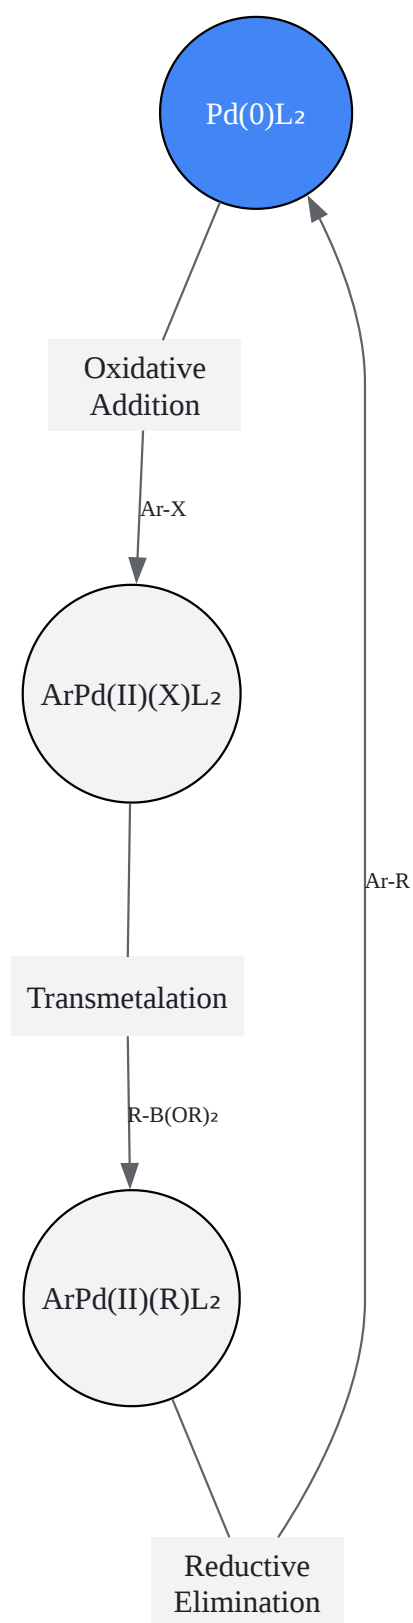 Pd(0)L₂
Oxidative
Addition
Ar-X
ArPd(II)(X)L₂
Ar-R
Transmetalation
R-B(OR)₂
ArPd(II)(R)L₂
Reductive
Elimination